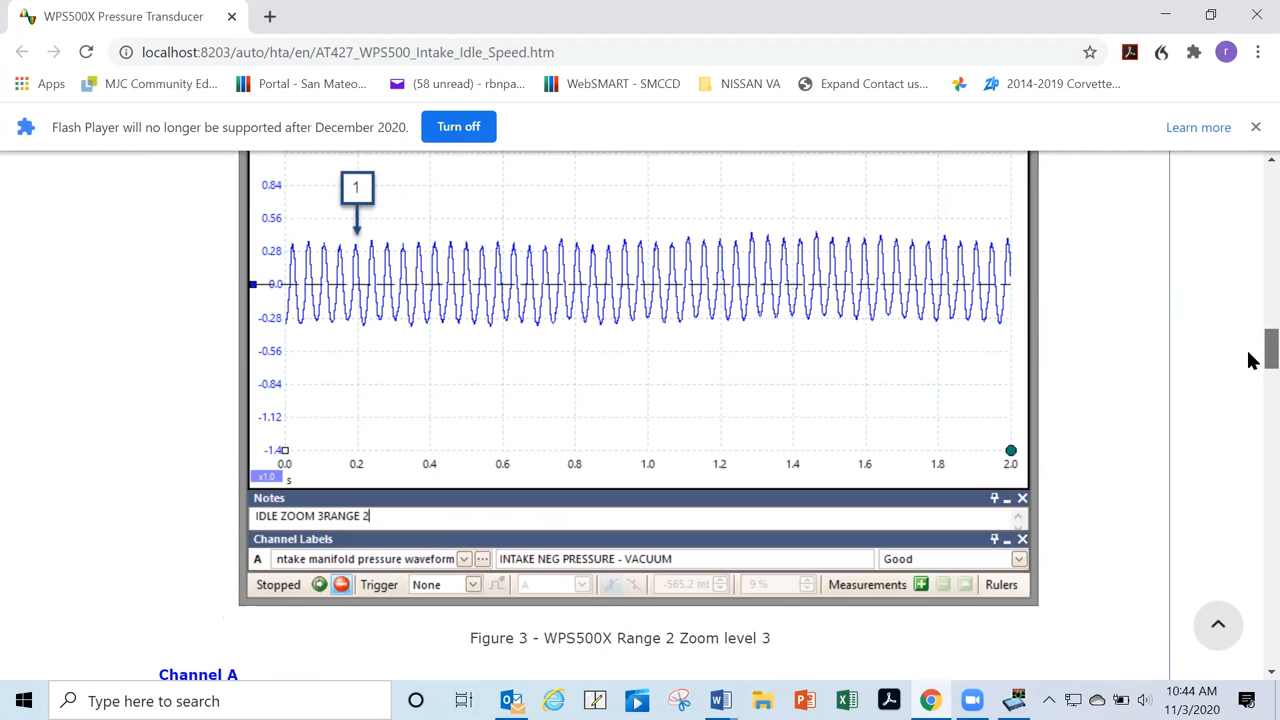 WPS500X Pressure Transducer
localhost:8203/auto/hta/en/AT427_WPS500_Intake_Idle_Speed.htm
r
Apps
MJC Community Ed...
Portal - San Mateo...
(58 unread) - rbnpa...
WebSMART — SMCCD
NISSAN VA
Expand Contact us...
2014-2019 Corvette...
Flash Player will no longer be supported after December 2020.
Turn off
Learn more
1
0.84
0.56
0.28
0.0
-0.28
-0.56
-0.84
-1.12
-1.4
0.0
0.2
0.4
0.6
0.8
1.0
1.2
1.4
1.6
1.8
2.0
x1.0
s
Notes
IDLE ZOOM 3RANGE 2
Channel Labels
A
ntake manifold pressure waveform
INTAKE NEG PRESSURE - VACUUM
Good
Stopped
Trigger
None
A
-565.2 mb
9 %
Measurements
Rulers
Figure 3 - WPS500X Range 2 Zoom level 3
Channel A
Type here to search
10:44 AM
11/3/2020